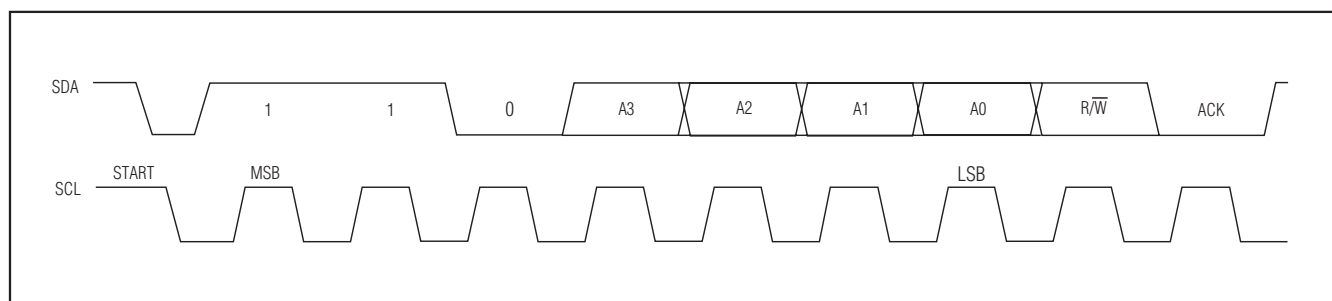 SDA 1 1 0 A3 A2 A1 A0 R/W̅ ACK
START MSB LSB
SCL